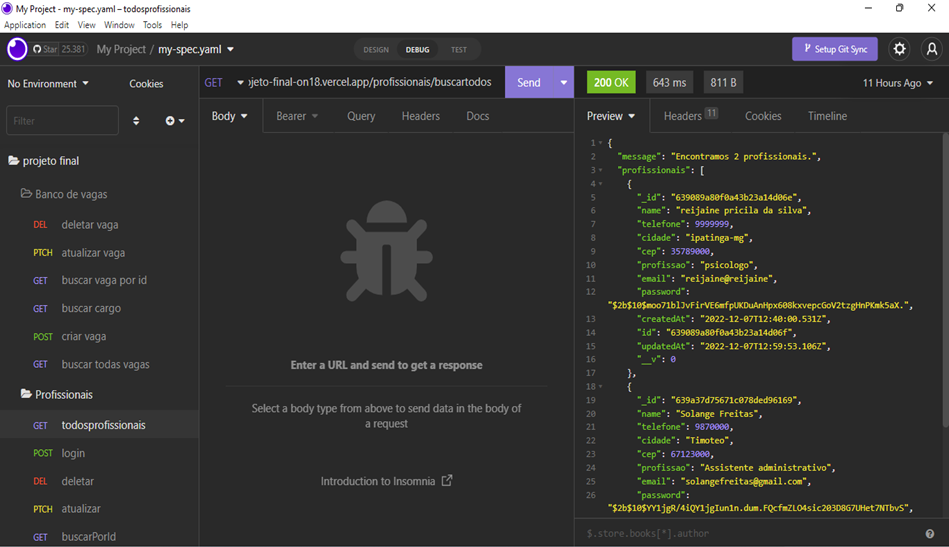 My Project - my-spec.yaml – todosprofissionais
Application Edit View Window Tools Help
Star 25.381 My Project / my-spec.yaml DESIGN DEBUG TEST Setup Git Sync
No Environment Cookies
Filter
projeto final
Banco de vagas
DEL deletar vaga
PTCH atualizar vaga
GET buscar vaga por id
GET buscar cargo
POST criar vaga
GET buscar todas vagas
Profissionais
GET todosprofissionais
POST login
DEL deletar
PTCH atualizar
GET buscarPorId
GET ojeto-final-on18.vercel.app/profissionais/buscartodos Send
Body Bearer Query Headers Docs
Enter a URL and send to get a response
Select a body type from above to send data in the body of
a request
Introduction to Insomnia
200 OK 643 ms 811 B 11 Hours Ago
Preview Headers 11 Cookies Timeline
1 {
2 "message": "Encontramos 2 profissionais.",
3 "profissionais": [
4 {
5 "_id": "639089a80f0a43b23a14d06e",
6 "name": "reijaine pricila da silva",
7 "telefone": 9999999,
8 "cidade": "ipatinga-mg",
9 "cep": 35789000,
10 "profissao": "psicologo",
11 "email": "reijaine@reijaine",
12 "password":
"$2b$10$moo71blJvFirVE6mfpUKDuAnHpx608kxvepcGoV2tzgHnPKmk5aX.",
13 "createdAt": "2022-12-07T12:40:00.531Z",
14 "id": "639089a80f0a43b23a14d06f",
15 "updatedAt": "2022-12-07T12:59:53.106Z",
16 "__v": 0
17 },
18 {
19 "_id": "639a37d75671c078ded96169",
20 "name": "Solange Freitas",
21 "telefone": 9870000,
22 "cidade": "Timoteo",
23 "cep": 67123000,
24 "profissao": "Assistente administrativo",
25 "email": "solangefreitas@gmail.com",
26 "password":
"$2b$10$YY1jgR/4iQY1jgIun1n.dum.FQcfmZLO4sic203D8G7UHet7NTbvS",
$.store.books[*].author